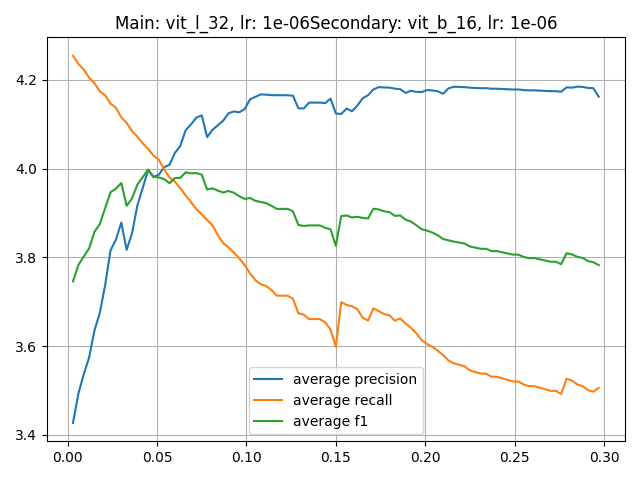 Main: vit_l_32, lr: 1e-06Secondary: vit_b_16, lr: 1e-06
4.2
4.0
3.8
3.6
3.4
average precision
average recall
average f1
0.00 0.05 0.10 0.15 0.20 0.25 0.30